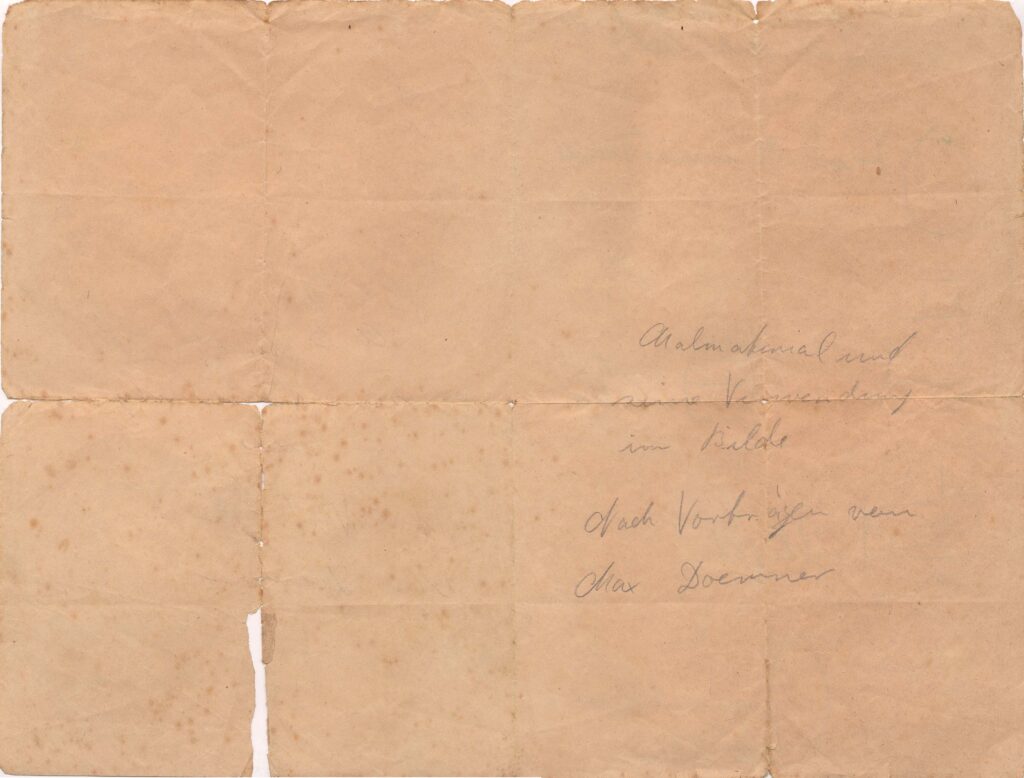 Malmaterial und
seine Verwendung
im Bilde
Nach Vorträgen von
Max Doerner